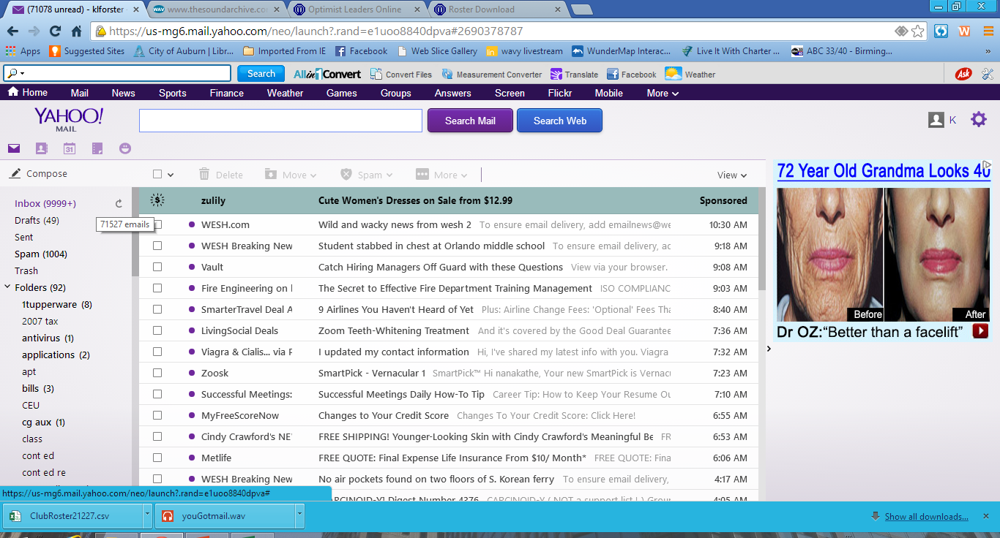 (71078 unread) - klforster
www.thesoundarchive.co
Optimist Leaders Online
Roster Download
https://us-mg6.mail.yahoo.com/neo/launch?.rand=e1uoo8840dpva#2690378787
Apps Suggested Sites City of Auburn | Libr... Imported From IE Facebook Web Slice Gallery wavy livestream WunderMap Interac... Live It With Charter ... ABC 33/40 - Birming... »
Search All in 1 Convert Convert Files Measurement Converter Translate Facebook Weather Ask
Home Mail News Sports Finance Weather Games Groups Answers Screen Flickr Mobile More
YAHOO!
MAIL
Search Mail Search Web K
31
Compose Delete Move Spam More View
Inbox (9999+)
Drafts (49)
71527 emails
Sent
Spam (1004)
Trash
Folders (92)
1tupperware (8)
2007 tax
antivirus (1)
applications (2)
apt
bills (3)
CEU
cg aux (1)
class
cont ed
cont ed re
zulily Cute Women's Dresses on Sale from $12.99 Sponsored
WESH.com Wild and wacky news from wesh 2 To ensure email delivery, add emailnews@we 10:30 AM
WESH Breaking New Student stabbed in chest at Orlando middle school To ensure email delivery, ac 9:18 AM
Vault Catch Hiring Managers Off Guard with these Questions View via your browser. 9:08 AM
Fire Engineering on The Secret to Effective Fire Department Training Management ISO COMPLIANC 9:03 AM
SmarterTravel Deal A 9 Airlines You Haven't Heard of Yet Plus: Airline Change Fees: 'Optional' Fees Tha 8:40 AM
LivingSocial Deals Zoom Teeth-Whitening Treatment And it's covered by the Good Deal Guarantee 7:36 AM
Viagra & Cialis... via F I updated my contact information Hi, I've shared my latest info with you. Viagra 7:32 AM
Zoosk SmartPick - Vernacular 1 SmartPick™ Hi nanakathe, Your new SmartPick is Vernacu 7:23 AM
Successful Meetings: Successful Meetings Daily How-To Tip Career Tip: How to Keep Your Resume Ou 7:10 AM
MyFreeScoreNow Changes to Your Credit Score Changes To Your Credit Score: Click Here! 6:55 AM
Cindy Crawford's NE FREE SHIPPING! Younger-Looking Skin with Cindy Crawford's Meaningful Be FR 6:53 AM
Metlife FREE QUOTE: Final Expense Life Insurance From $10/ Month* FREE QUOTE: Fina 6:06 AM
WESH Breaking New No air pockets found on two floors of S. Korean ferry To ensure email delivery, 4:17 AM
CARCINOID-Y! Digest Number 4376 CARCINOID-Y ( NOT a support list ! ) Grou 4:05 AM
72 Year Old Grandma Looks 40
Before After
Dr OZ:“Better than a facelift”
https://us-mg6.mail.yahoo.com/neo/launch?.rand=e1uoo8840dpva#
ClubRoster21227.csv youGotmail.wav Show all downloads...